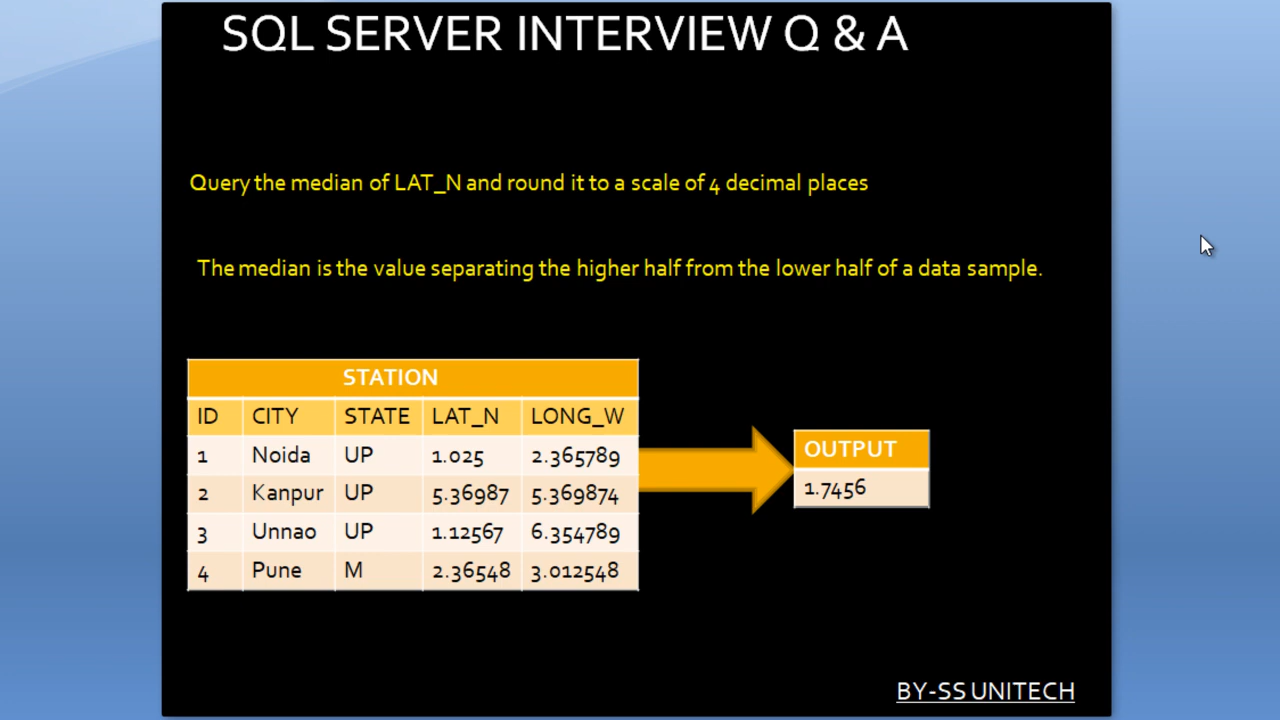 SQL SERVER INTERVIEW Q & A
Query the median of LAT_N and round it to a scale of 4 decimal places
The median is the value separating the higher half from the lower half of a data sample.
STATION
ID CITY STATE LAT_N LONG_W
1 Noida UP 1.025 2.365789
2 Kanpur UP 5.36987 5.369874
3 Unnao UP 1.12567 6.354789
4 Pune M 2.36548 3.012548
OUTPUT
1.7456
BY-SS UNITECH